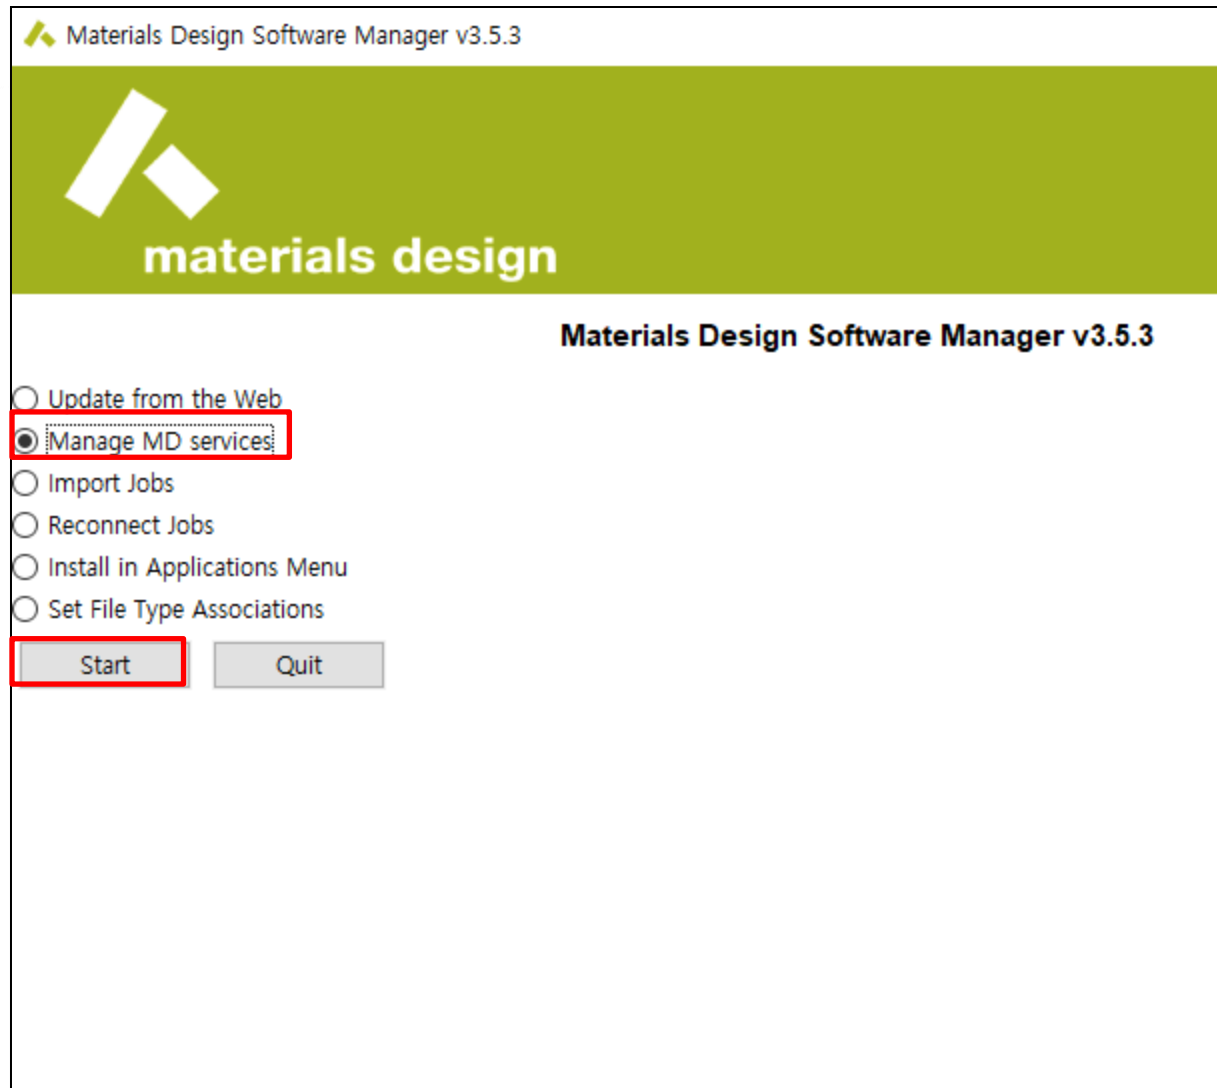 Materials Design Software Manager v3.5.3
materials design
Materials Design Software Manager v3.5.3
Update from the Web
Manage MD services
Import Jobs
Reconnect Jobs
Install in Applications Menu
Set File Type Associations
Start Quit